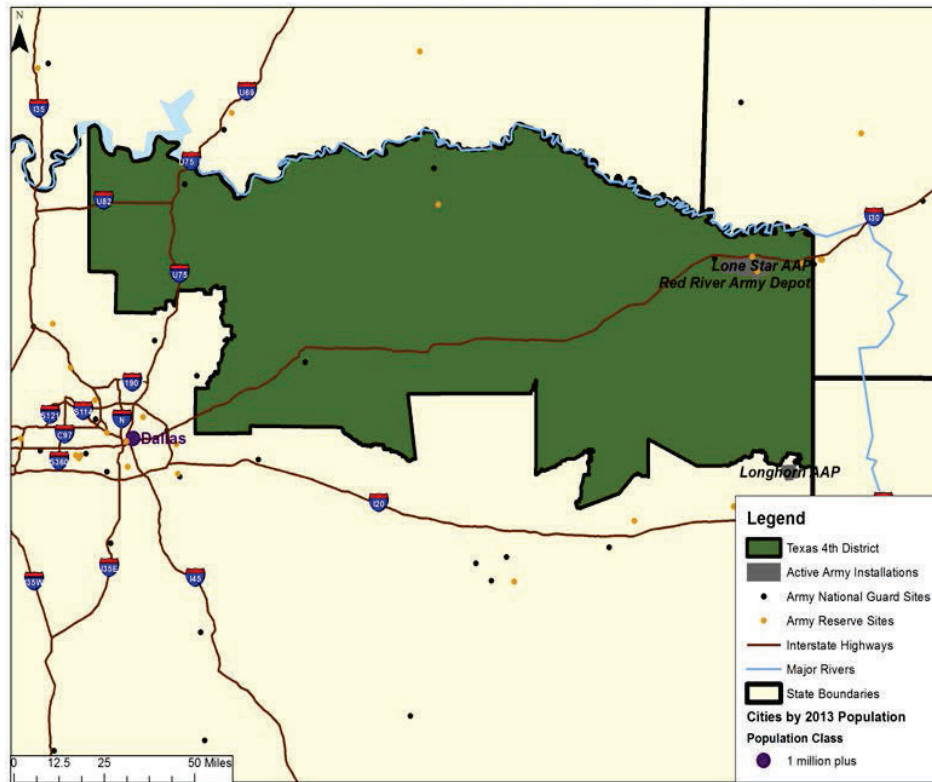 N
I35
U69
U75
U82
U75
I30
Lone Star AAP
Red River Army Depot
I90
S121
S114
N
C97
Dallas
S360
Longhorn AAP
I20
I35W
I35E
I45
Legend
Texas 4th District
Active Army Installations
Army National Guard Sites
Army Reserve Sites
Interstate Highways
Major Rivers
State Boundaries
Cities by 2013 Population
Population Class
1 million plus
0 12.5 25 50 Miles